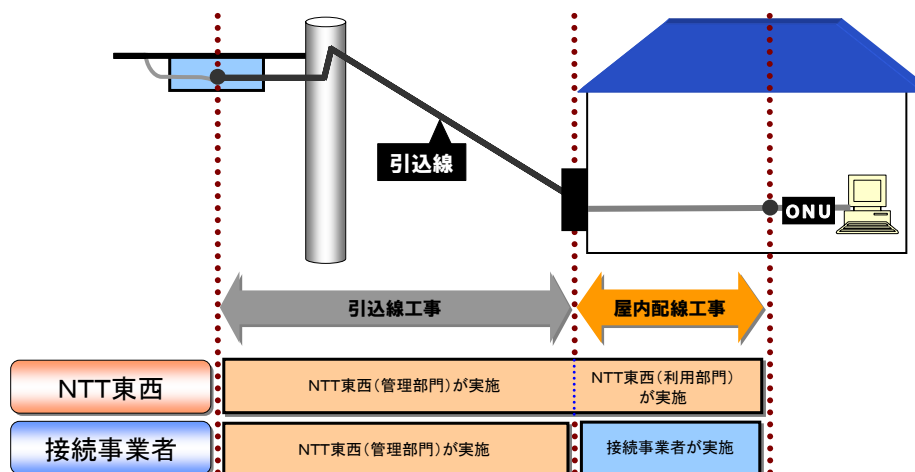 引込線
ONU
引込線工事
屋内配線工事
NTT東西
NTT東西(管理部門)が実施
NTT東西(利用部門)
が実施
接続事業者
NTT東西(管理部門)が実施
接続事業者が実施